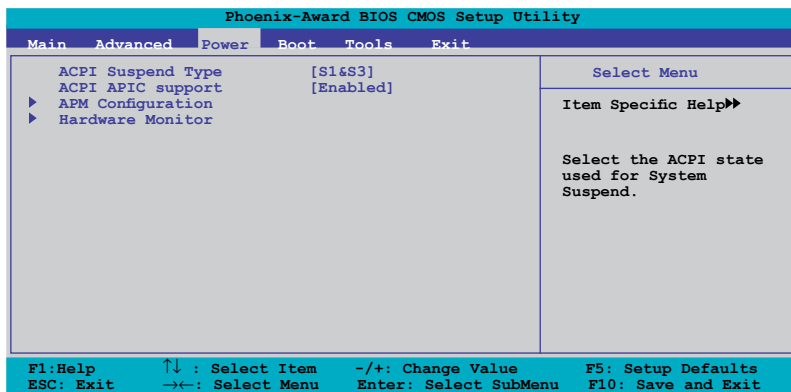 Phoenix-Award BIOS CMOS Setup Utility
Main Advanced Power Boot Tools Exit
ACPI Suspend Type [S1&S3]
ACPI APIC support [Enabled]
APM Configuration
Hardware Monitor
Select Menu
Item Specific Help
Select the ACPI state
used for System
Suspend.
F1:Help ↑↓ : Select Item -/+: Change Value F5: Setup Defaults
ESC: Exit →←: Select Menu Enter: Select SubMenu F10: Save and Exit